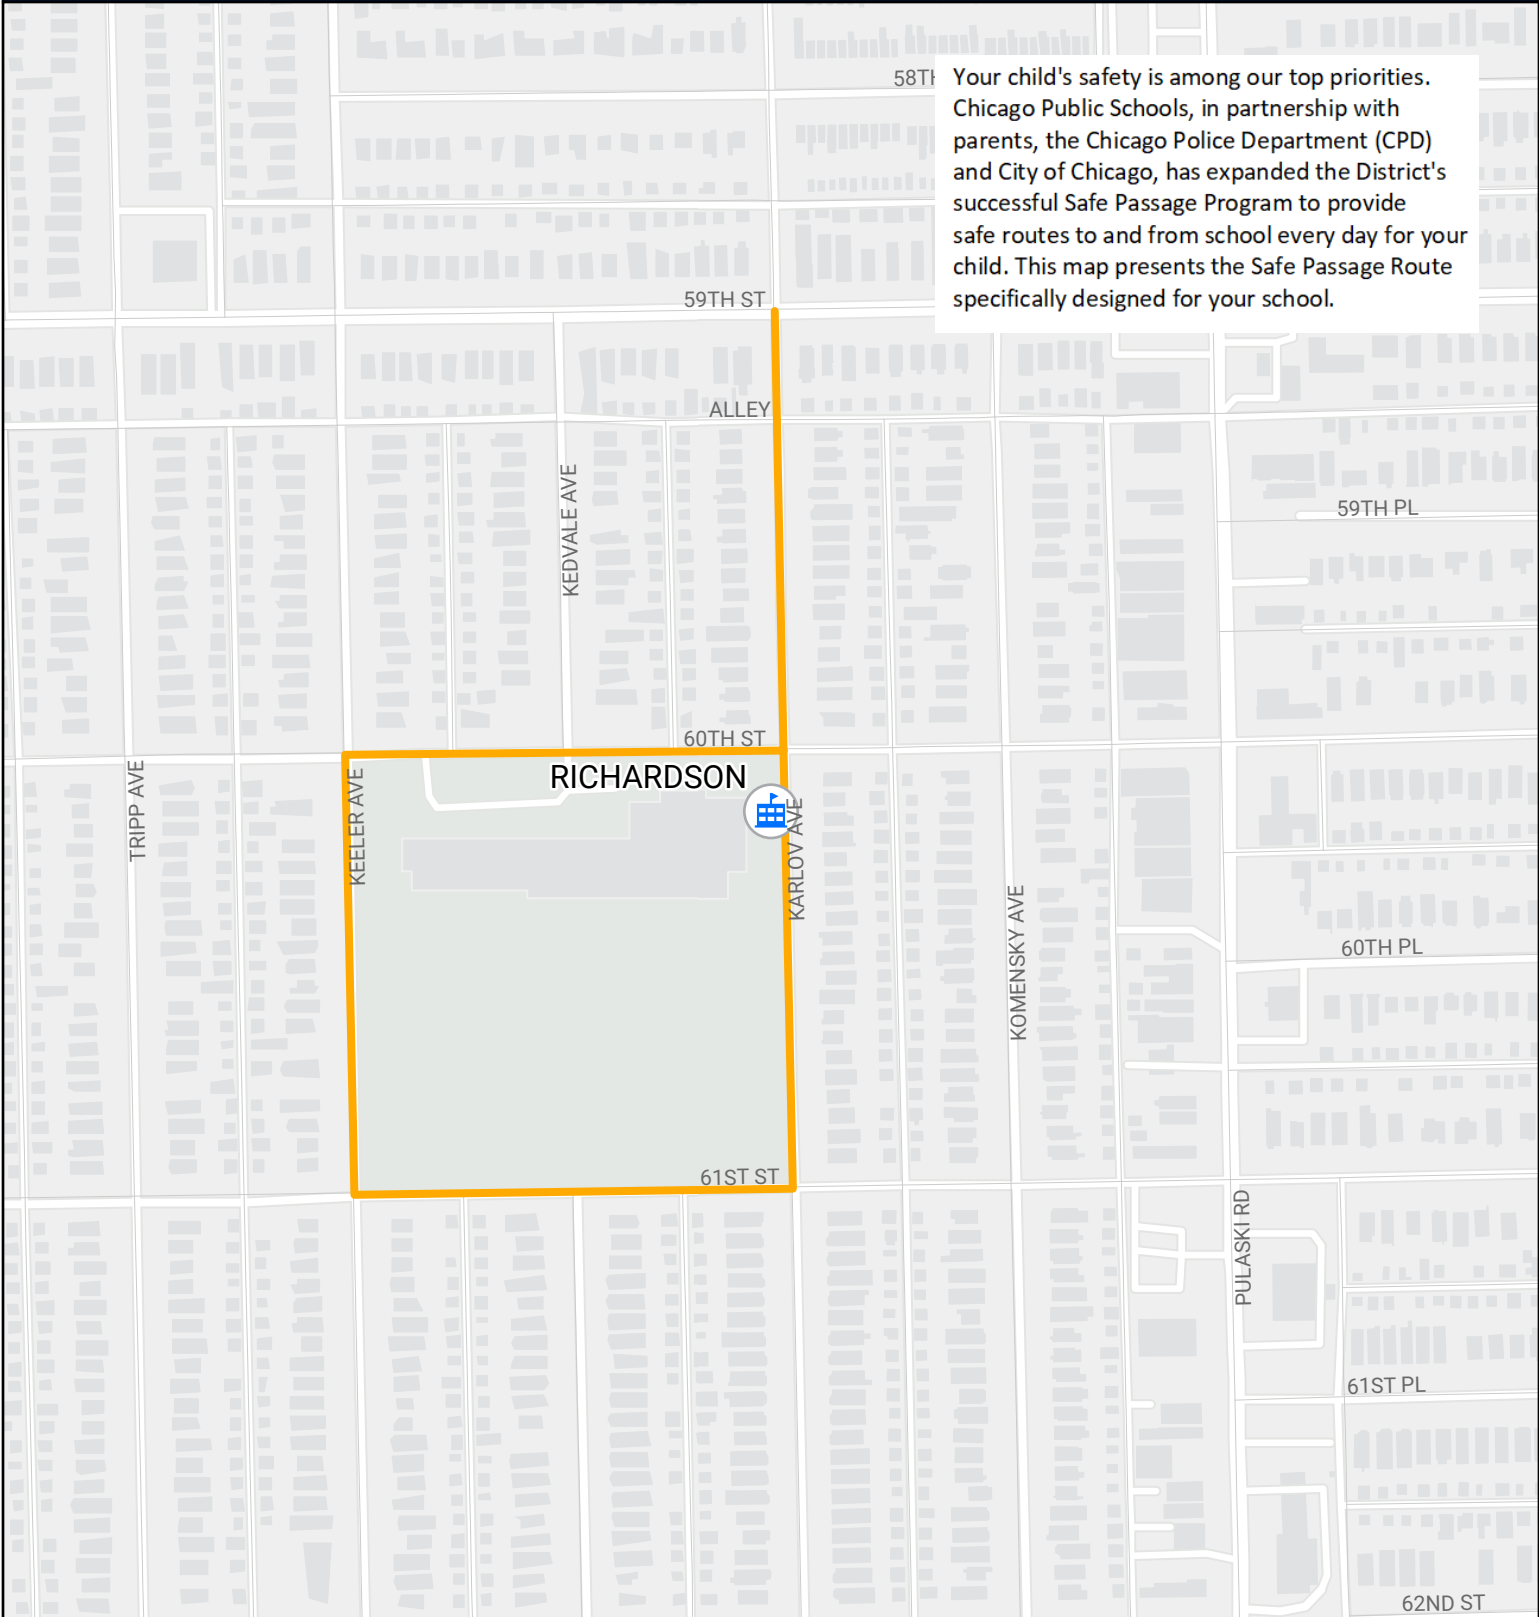 58TH
Your child's safety is among our top priorities.
Chicago Public Schools, in partnership with
parents, the Chicago Police Department (CPD)
and City of Chicago, has expanded the District's
successful Safe Passage Program to provide
safe routes to and from school every day for your
child. This map presents the Safe Passage Route
specifically designed for your school.
59TH ST
ALLEY
KEDVALE AVE
59TH PL
60TH ST
RICHARDSON
TRIPP AVE
KEELER AVE
KARLOV AVE
KOMENSKY AVE
60TH PL
61ST ST
PULASKI RD
61ST PL
62ND ST